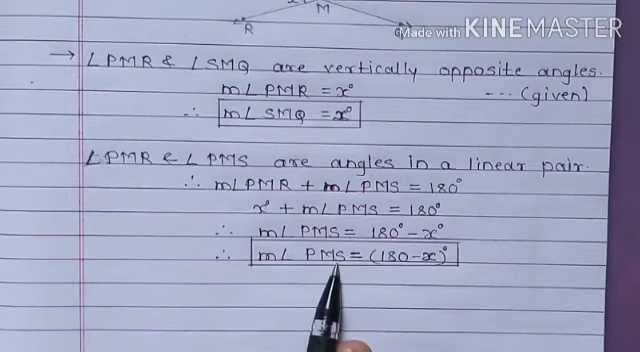 x M
R Q
Made with KINEMASTER
→ ∠PMR & ∠SMQ are vertically opposite angles.
m∠PMR = x° --- (given)
∴ m∠SMQ = x°
∠PMR & ∠PMS are angles in a linear pair.
∴ m∠PMR + m∠PMS = 180°
x° + m∠PMS = 180°
∴ m∠ PMS = 180° - x°
∴ m∠ PMS = (180-x)°